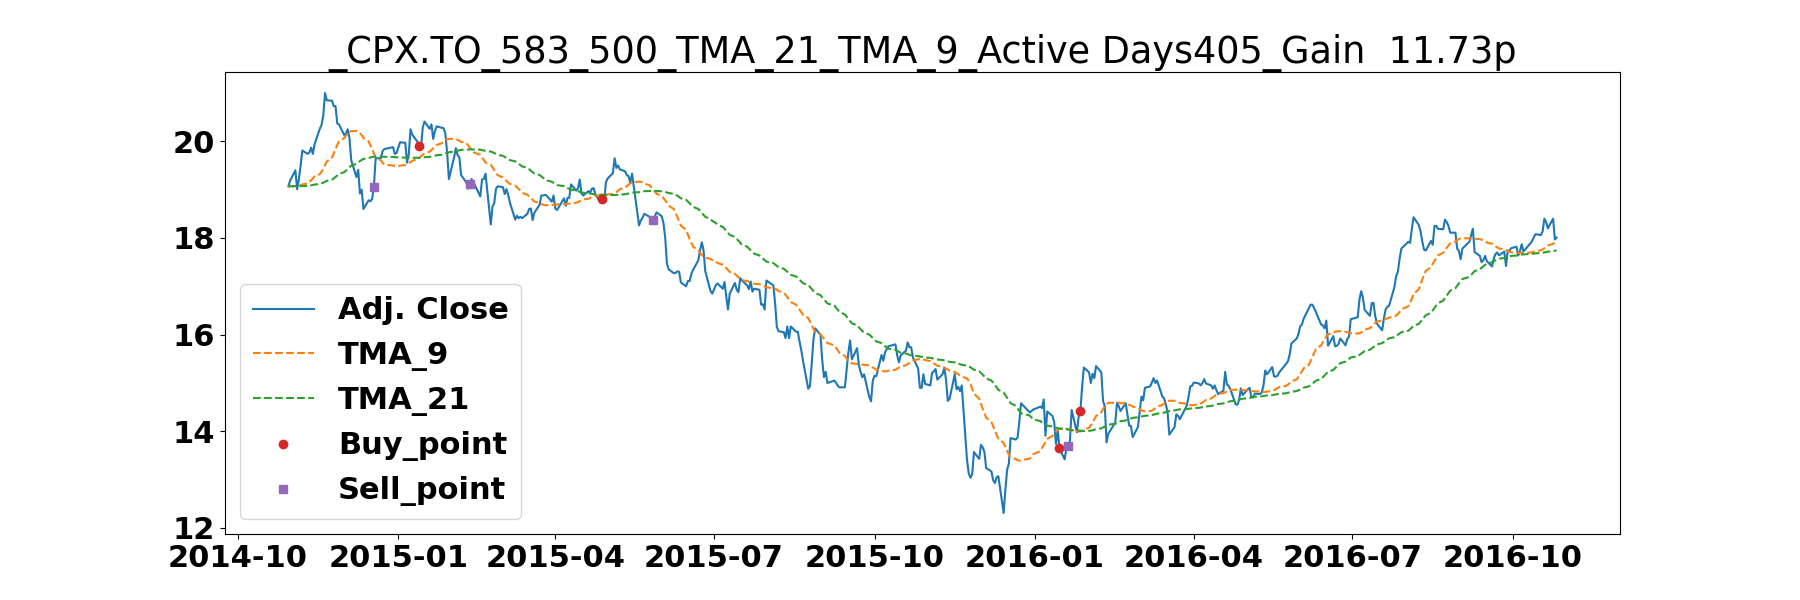 _CPX.TO_583_500_TMA_21_TMA_9_Active Days405_Gain  11.73p
20
18
16
14
12
Adj. Close
TMA_9
TMA_21
Buy_point
Sell_point
2014-10 2015-01 2015-04 2015-07 2015-10 2016-01 2016-04 2016-07 2016-10